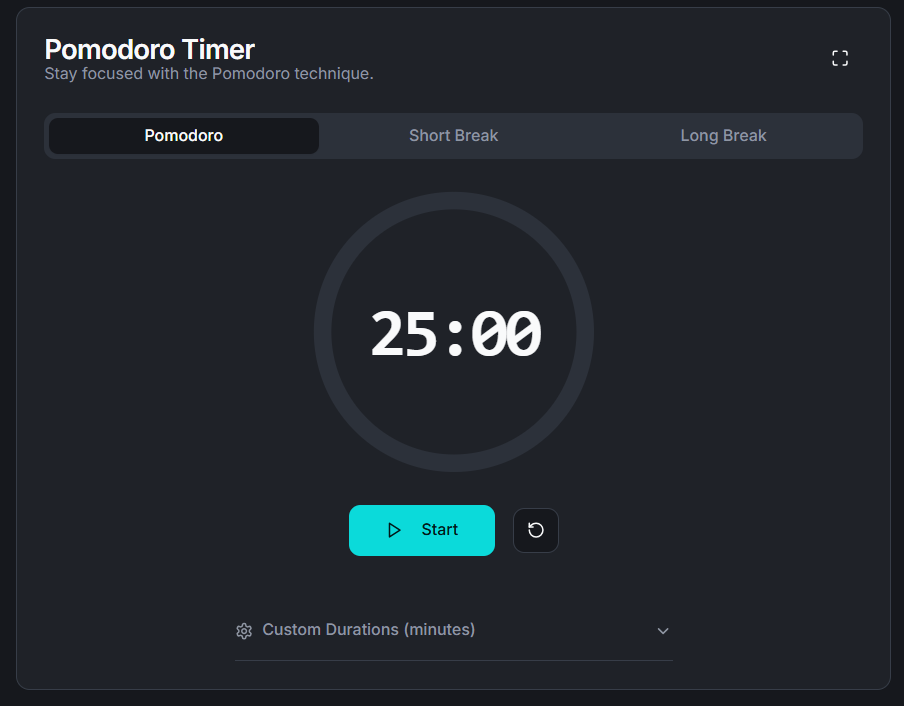 Pomodoro Timer
Stay focused with the Pomodoro technique.
Pomodoro Short Break Long Break
25:00
Start
Custom Durations (minutes)